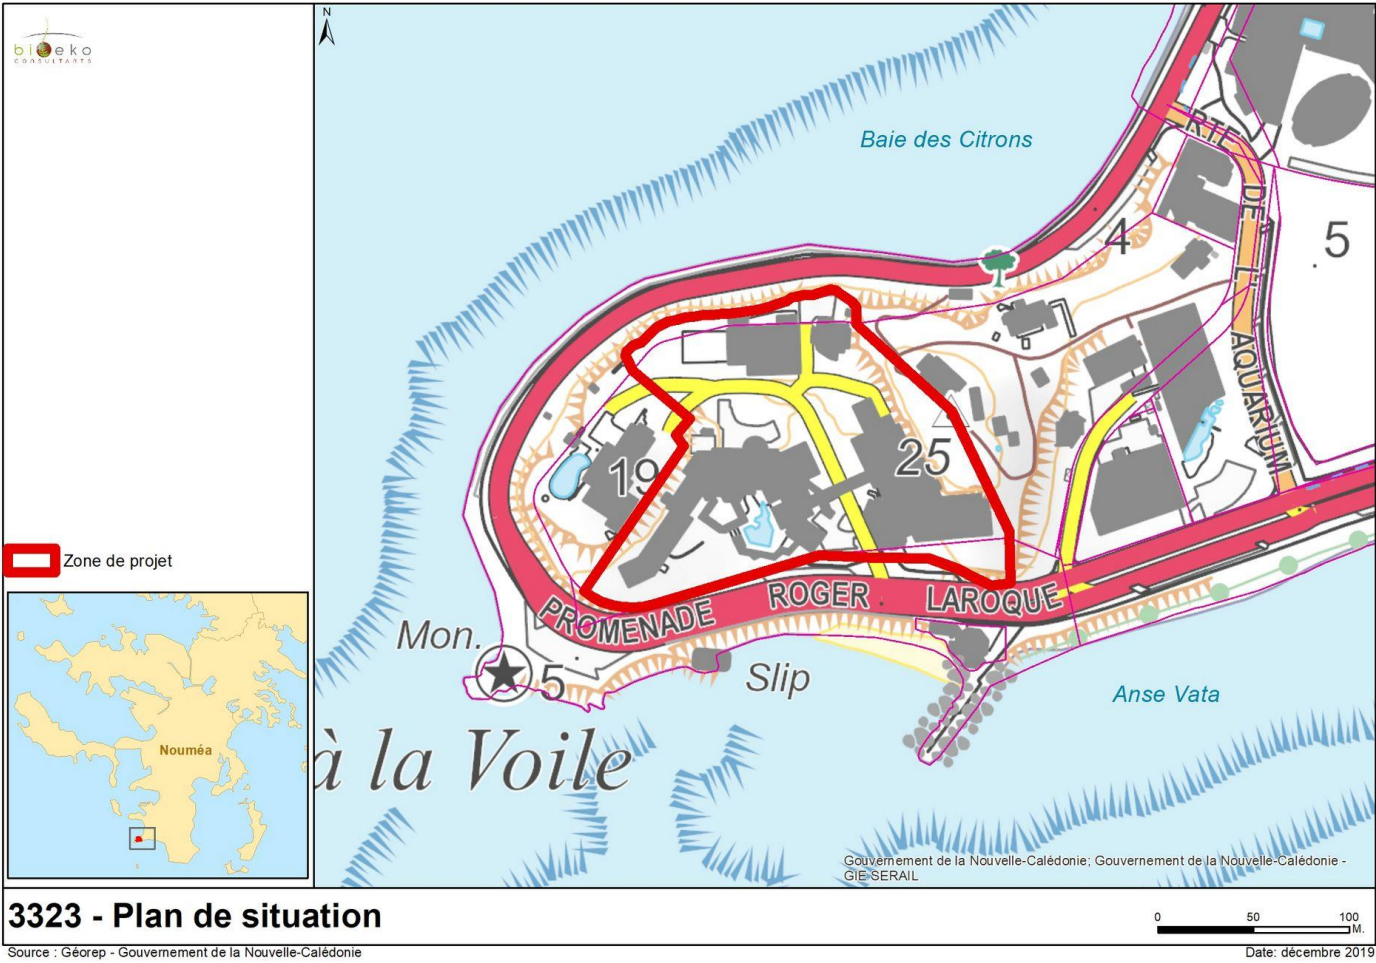 bioeko
CONSULTANTS
N
Baie des Citrons
RTE DE L'AQUARIUM
4
5
25
19
Zone de projet
PROMENADE ROGER LAROQUE
Mon.
5
Slip
Anse Vata
Nouméa
à la Voile
Gouvernement de la Nouvelle-Calédonie; Gouvernement de la Nouvelle-Calédonie -
GIE SERAIL
3323 - Plan de situation
0 50 100
M.
Source : Géorep - Gouvernement de la Nouvelle-Calédonie
Date: décembre 2019